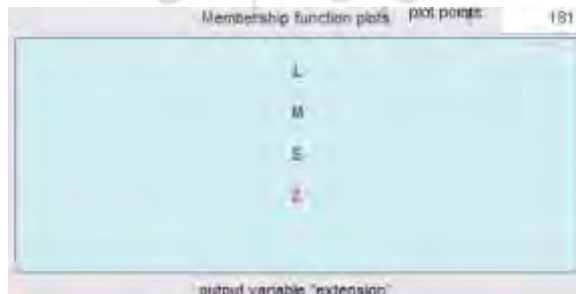 Membership function plots plot points: 181
L
M
S
Z
output variable "extension"